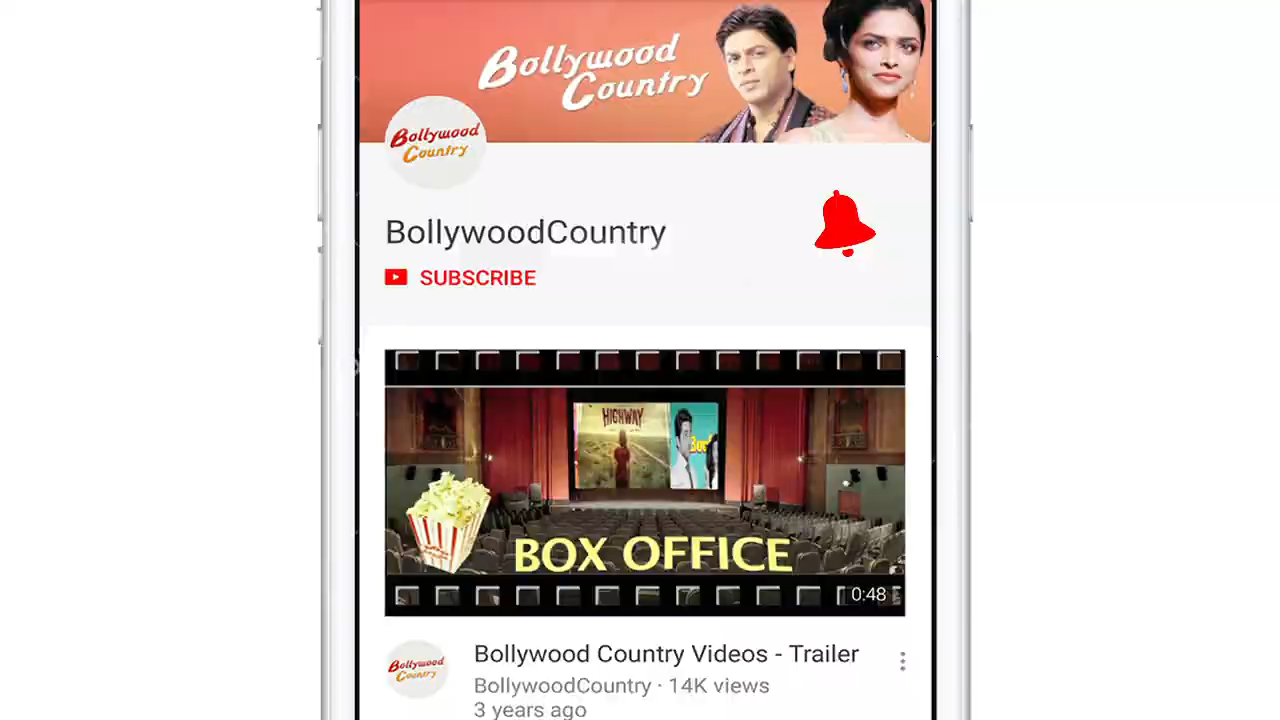 Bollywood
Country
Bollywood
Country
BollywoodCountry
SUBSCRIBE
HIGHWAY
BOX OFFICE
0:48
Bollywood Country Videos - Trailer
Bollywood
Country
BollywoodCountry · 14K views
3 years ago